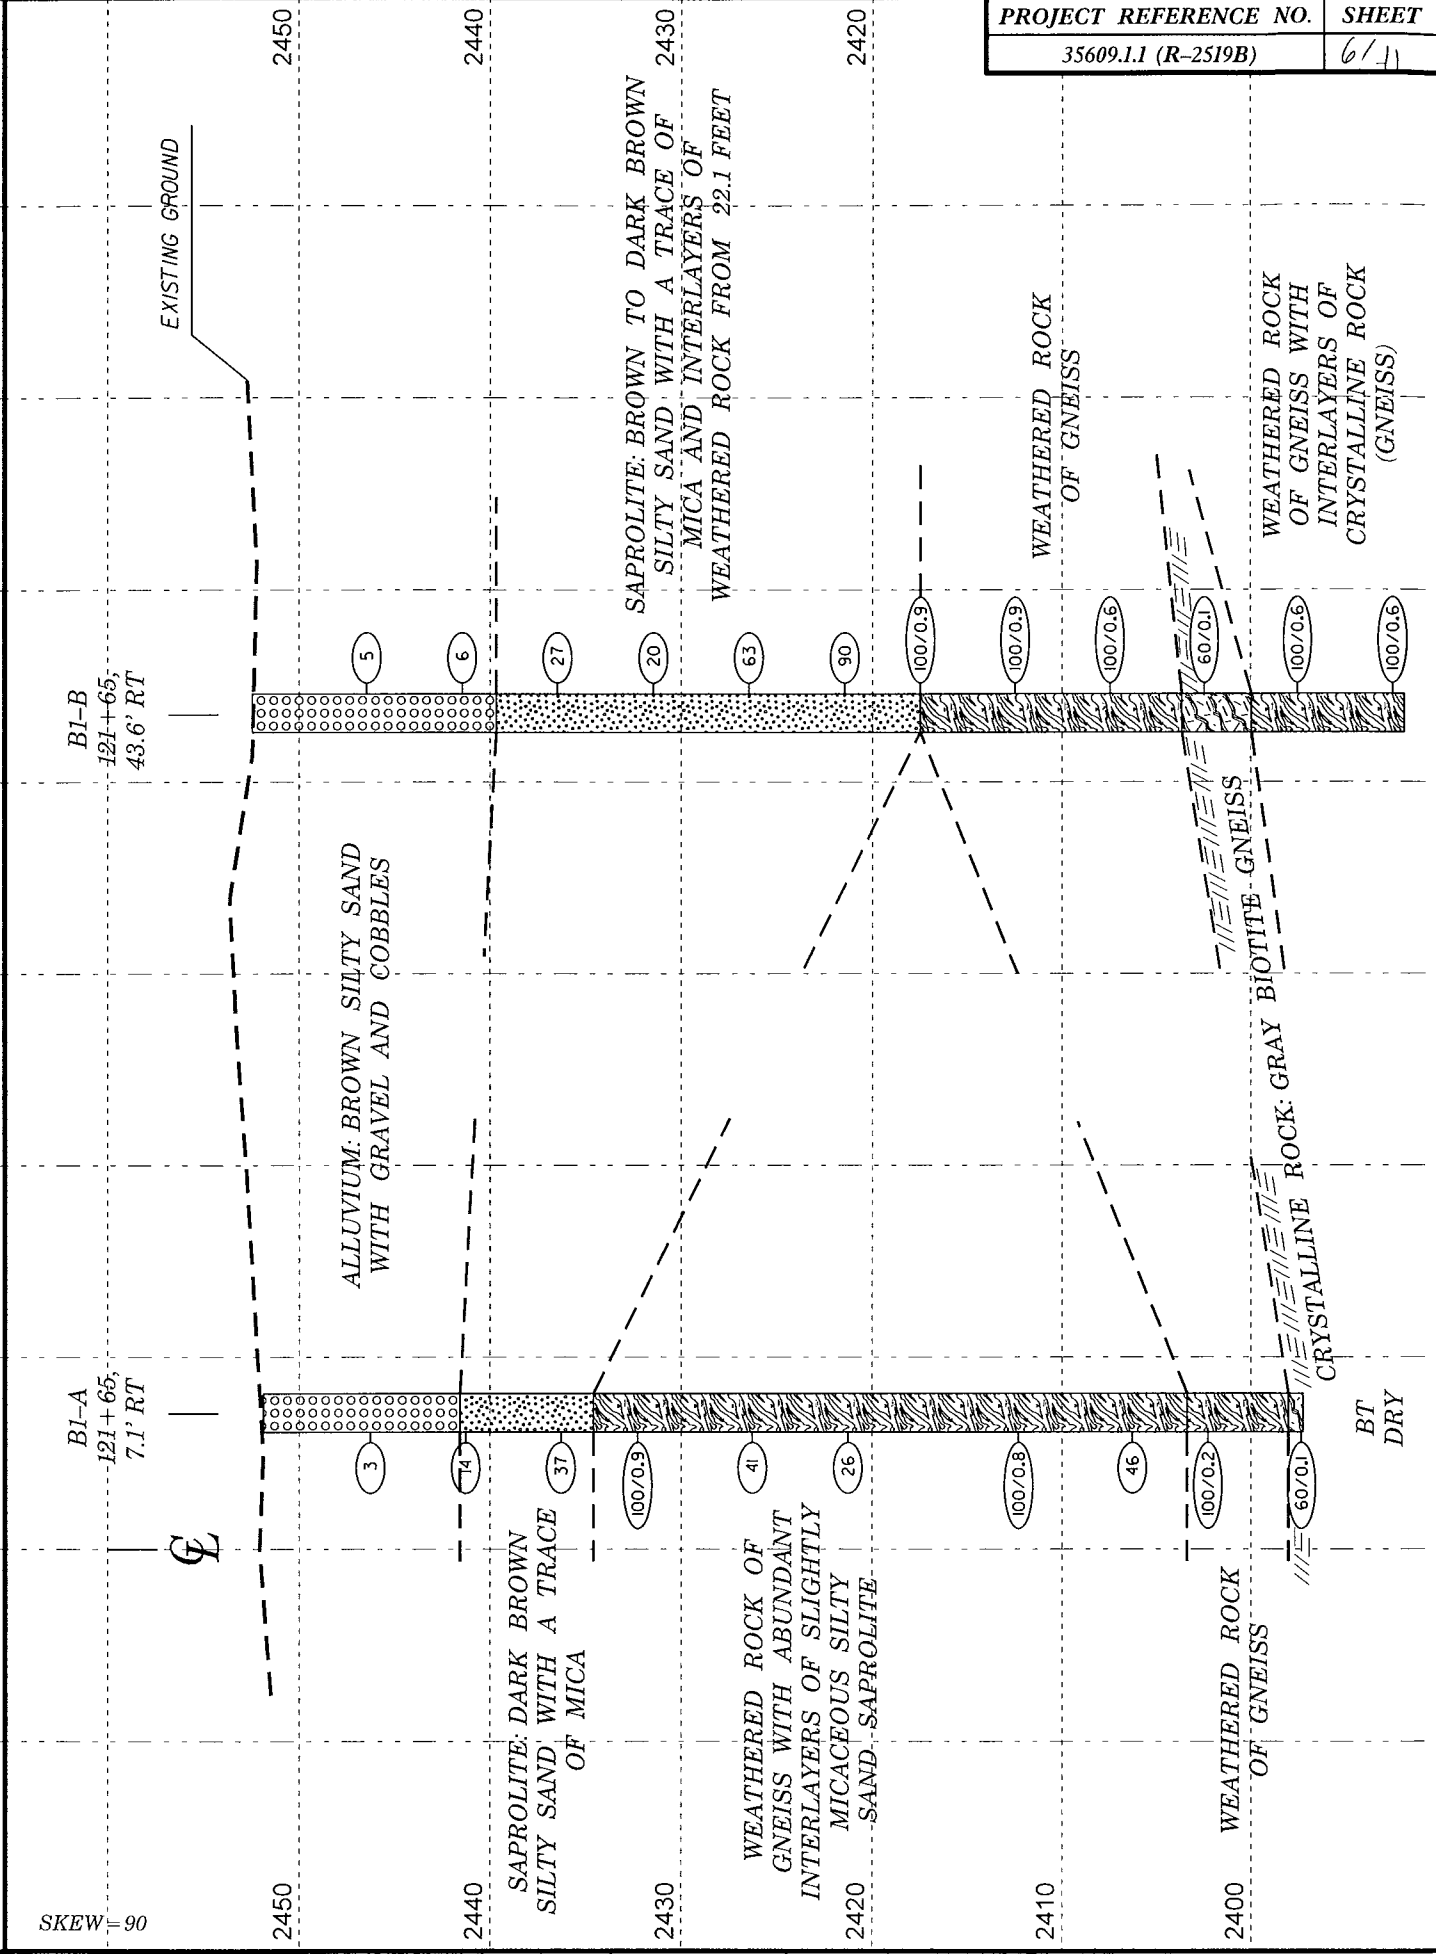 PROJECT REFERENCE NO.
SHEET
35609.1.1 (R-2519B)
6/11
SKEW=90
B1-A
121+65,
7.1' RT
B1-B
121+65,
43.6' RT
EXISTING GROUND
CL
2450
2450
2440
2440
2430
2430
2420
2420
2410
2400
ALLUVIUM: BROWN SILTY SAND
WITH GRAVEL AND COBBLES
SAPROLITE: DARK BROWN
SILTY SAND WITH A TRACE
OF MICA
WEATHERED ROCK OF
GNEISS WITH ABUNDANT
INTERLAYERS OF SLIGHTLY
MICACEOUS SILTY
SAND SAPROLITE
WEATHERED ROCK
OF GNEISS
SAPROLITE: BROWN TO DARK BROWN
SILTY SAND WITH A TRACE OF
MICA AND INTERLAYERS OF
WEATHERED ROCK FROM 22.1 FEET
WEATHERED ROCK
OF GNEISS
WEATHERED ROCK
OF GNEISS WITH
INTERLAYERS OF
CRYSTALLINE ROCK
(GNEISS)
CRYSTALLINE ROCK: GRAY BIOTITE GNEISS
3
14
37
100/0.9
41
26
100/0.8
46
100/0.2
60/0.1
BT
DRY
5
6
27
20
63
90
100/0.9
100/0.9
100/0.6
60/0.1
100/0.6
100/0.6